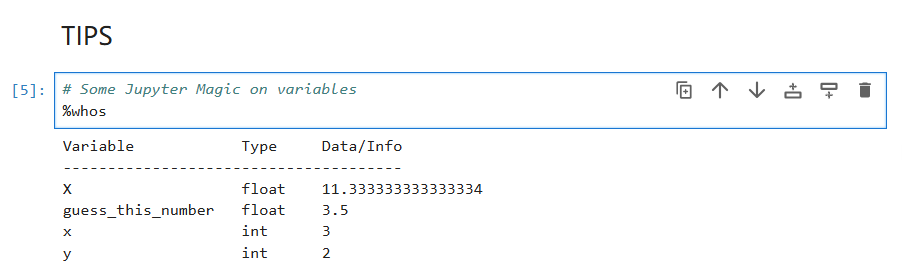 TIPS
[5]: # Some Jupyter Magic on variables
%whos
Variable Type Data/Info
--------------------------------------
X float 11.333333333333334
guess_this_number float 3.5
x int 3
y int 2